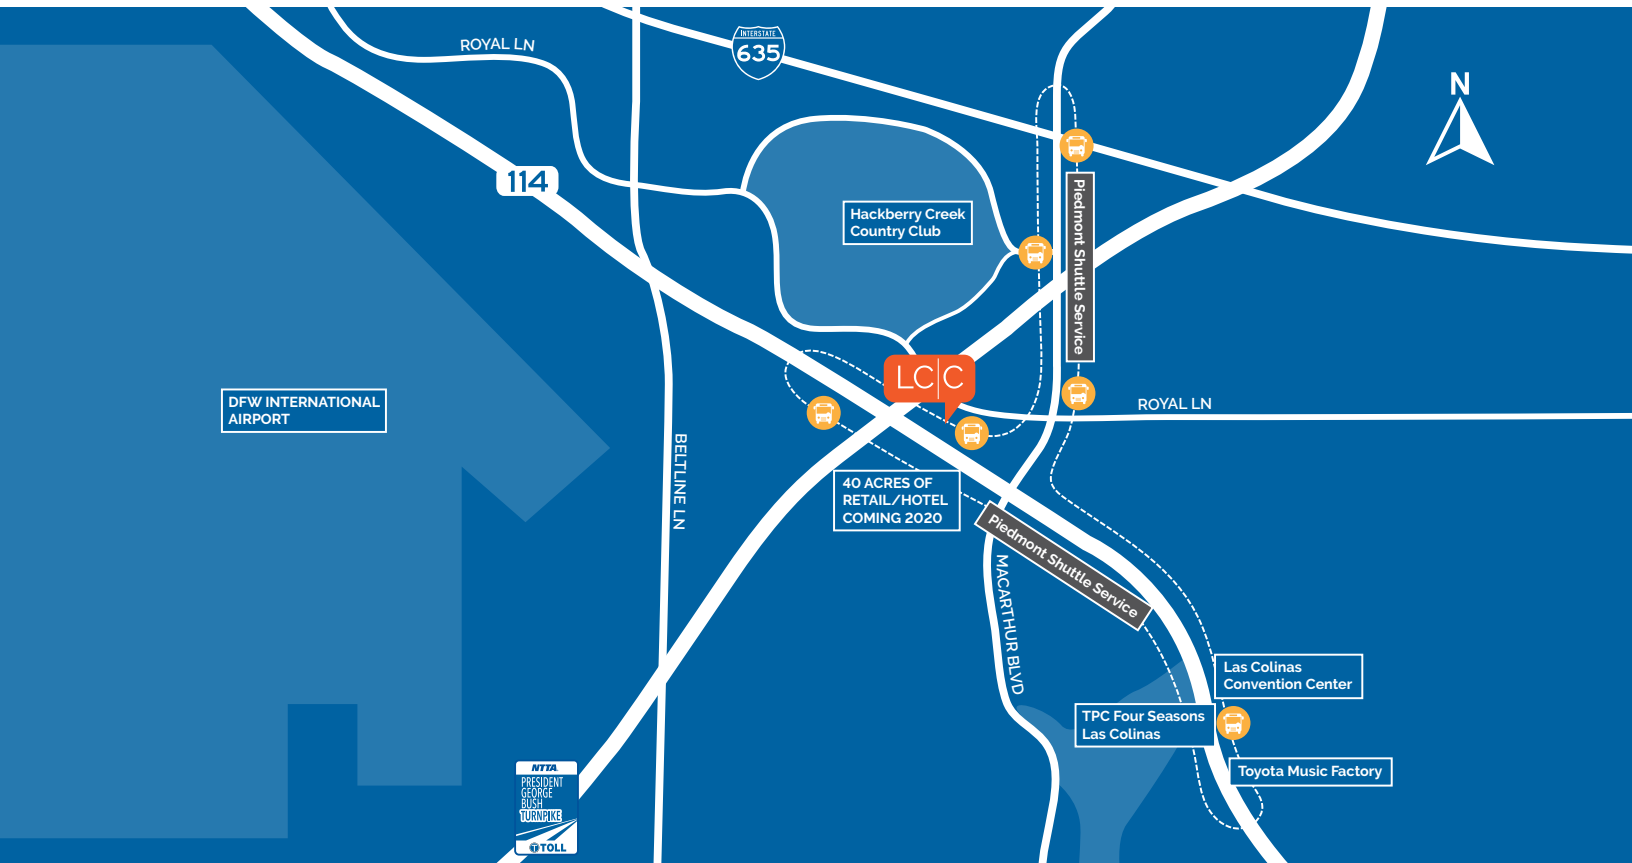 ROYAL LN
INTERSTATE
635
N
114
Hackberry Creek
Country Club
Piedmont Shuttle Service
LC|C
DFW INTERNATIONAL
AIRPORT
ROYAL LN
BELTLINE LN
40 ACRES OF
RETAIL/HOTEL
COMING 2020
Piedmont Shuttle Service
MACARTHUR BLVD
Las Colinas
Convention Center
TPC Four Seasons
Las Colinas
Toyota Music Factory
NTTA
PRESIDENT
GEORGE
BUSH
TURNPIKE
TOLL